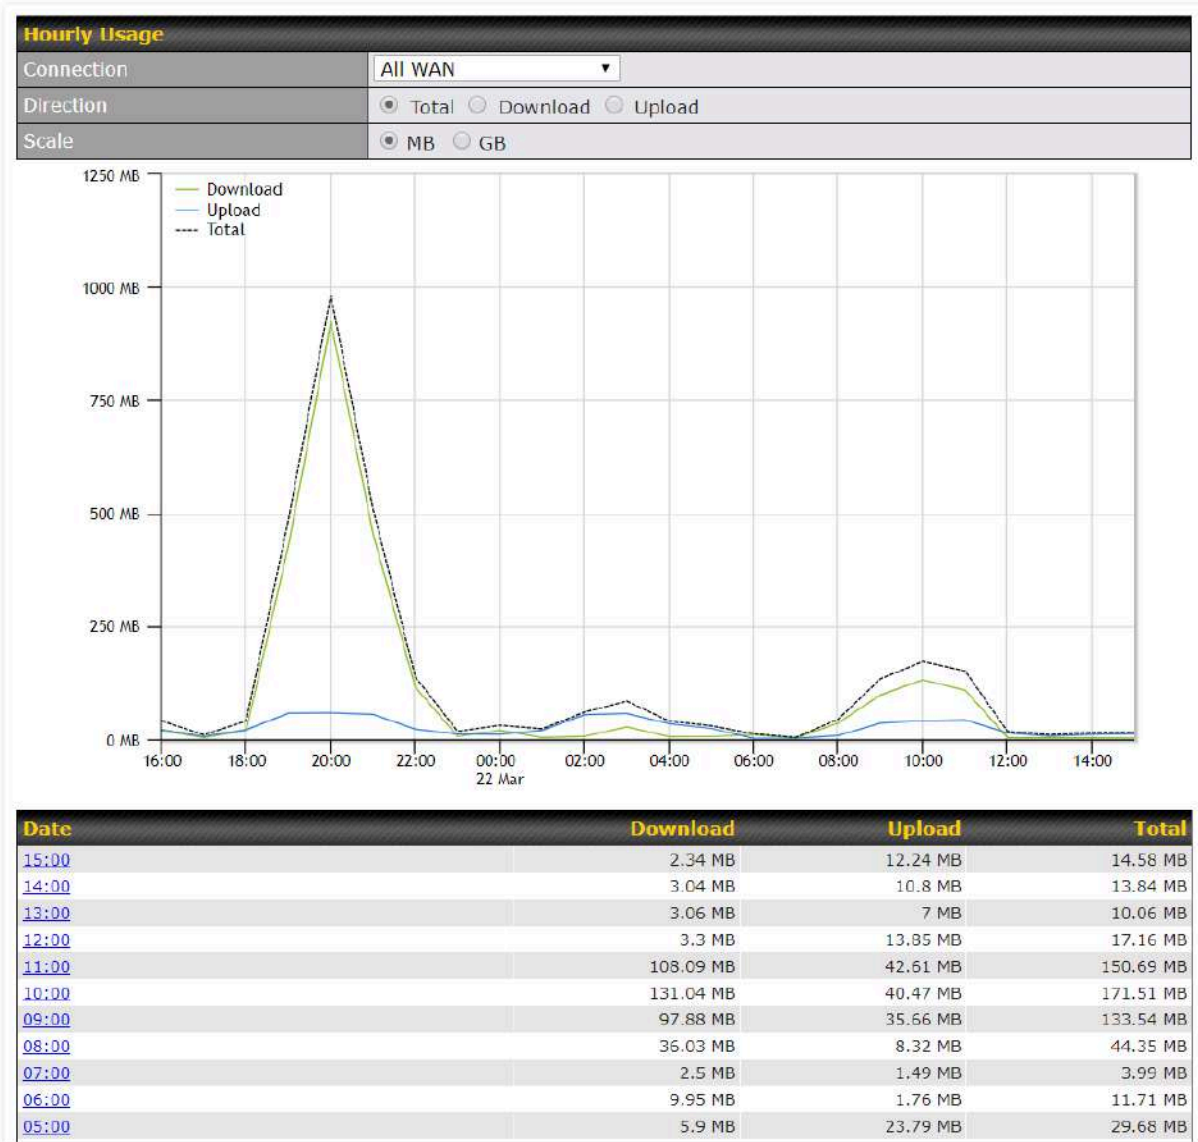 Hourly Usage
Connection All WAN
Direction Total Download Upload
Scale MB GB
1250 MB
Download
Upload
Total
1000 MB
750 MB
500 MB
250 MB
0 MB
16:00 18:00 20:00 22:00 00:00 02:00 04:00 06:00 08:00 10:00 12:00 14:00
22 Mar
Date Download Upload Total
15:00 2.34 MB 12.24 MB 14.58 MB
14:00 3.04 MB 10.8 MB 13.84 MB
13:00 3.06 MB 7 MB 10.06 MB
12:00 3.3 MB 13.85 MB 17.16 MB
11:00 108.09 MB 42.61 MB 150.69 MB
10:00 131.04 MB 40.47 MB 171.51 MB
09:00 97.88 MB 35.66 MB 133.54 MB
08:00 36.03 MB 8.32 MB 44.35 MB
07:00 2.5 MB 1.49 MB 3.99 MB
06:00 9.95 MB 1.76 MB 11.71 MB
05:00 5.9 MB 23.79 MB 29.68 MB